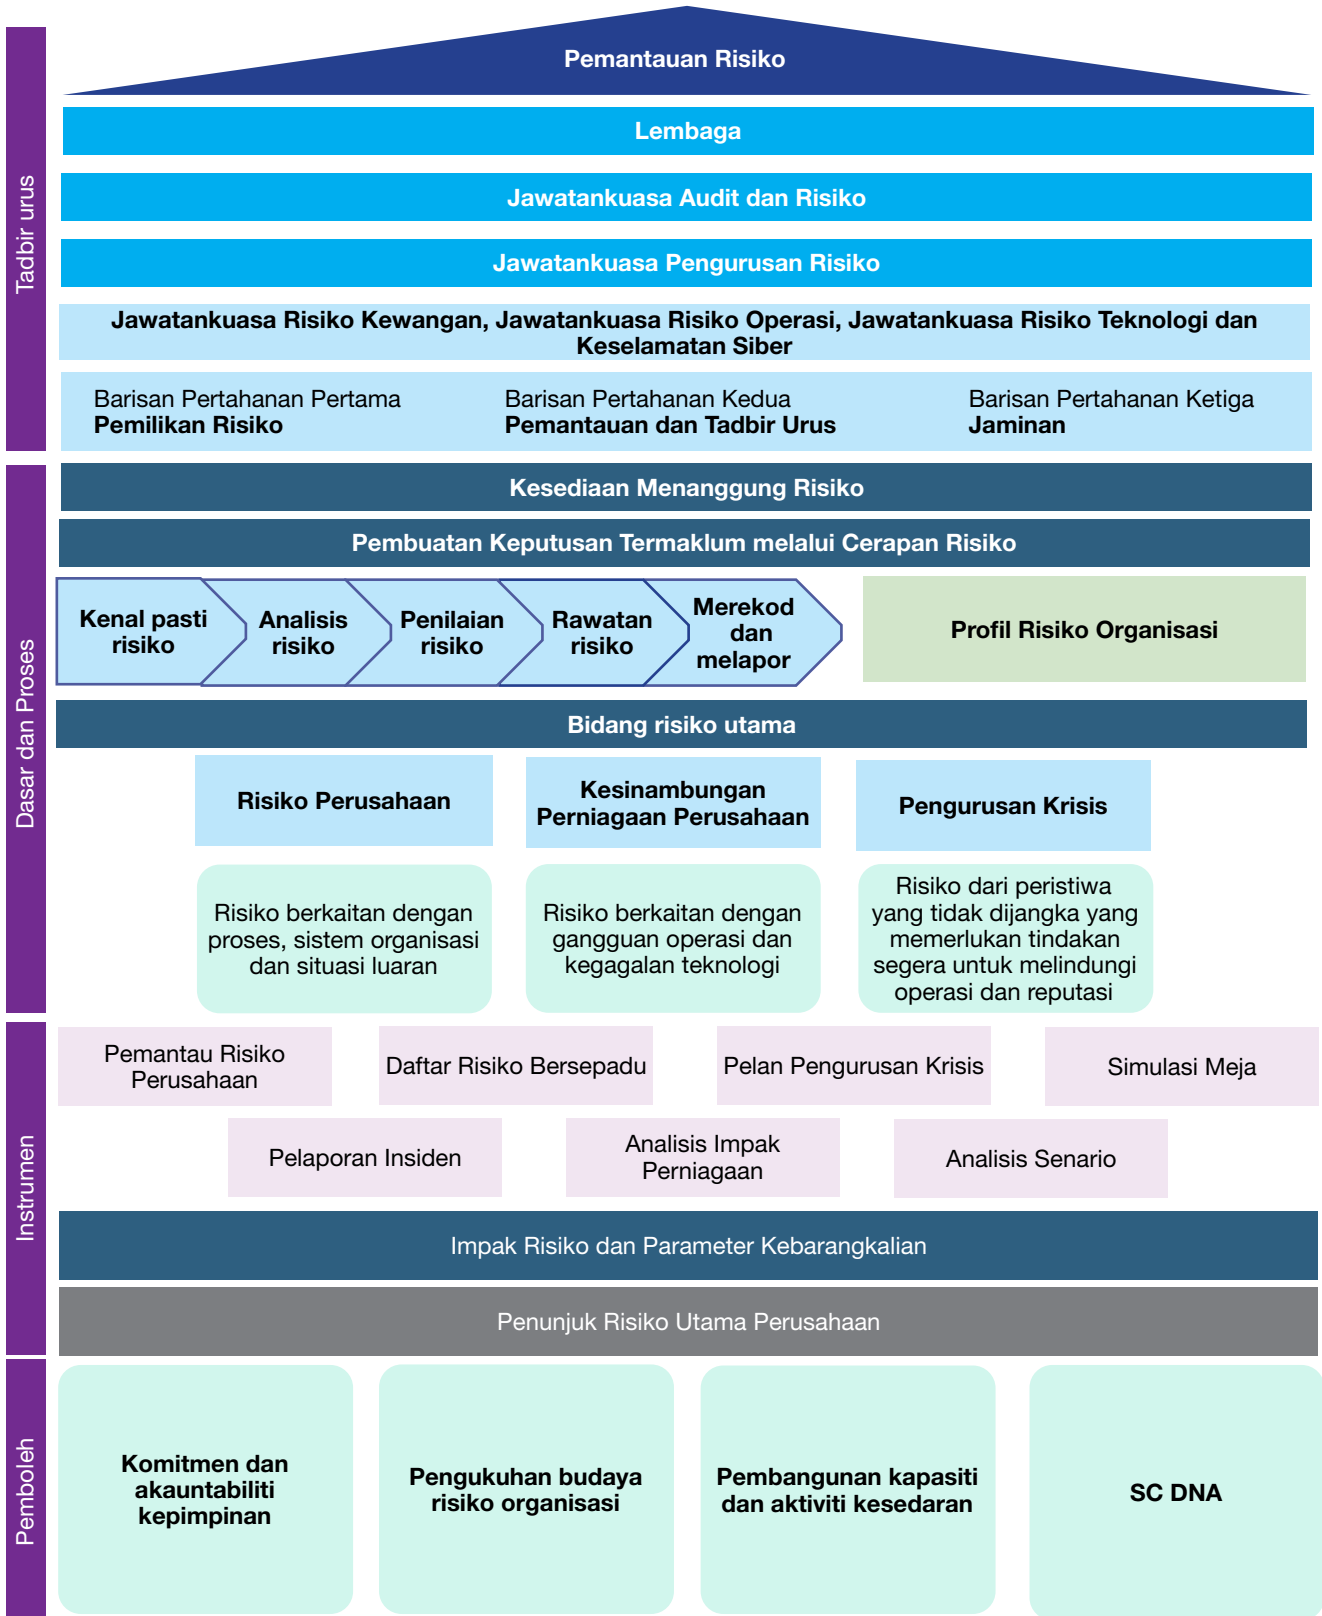 Tadbir urus
Pemantauan Risiko
Lembaga
Jawatankuasa Audit dan Risiko
Jawatankuasa Pengurusan Risiko
Jawatankuasa Risiko Kewangan, Jawatankuasa Risiko Operasi, Jawatankuasa Risiko Teknologi dan
Keselamatan Siber
Barisan Pertahanan Pertama
Pemilikan Risiko
Barisan Pertahanan Kedua
Pemantauan dan Tadbir Urus
Barisan Pertahanan Ketiga
Jaminan
Dasar dan Proses
Kesediaan Menanggung Risiko
Pembuatan Keputusan Termaklum melalui Cerapan Risiko
Kenal pasti
risiko
Analisis
risiko
Penilaian
risiko
Rawatan
risiko
Merekod
dan
melapor
Profil Risiko Organisasi
Bidang risiko utama
Risiko Perusahaan
Kesinambungan
Perniagaan Perusahaan
Pengurusan Krisis
Risiko berkaitan dengan
proses, sistem organisasi
dan situasi luaran
Risiko berkaitan dengan
gangguan operasi dan
kegagalan teknologi
Risiko dari peristiwa
yang tidak dijangka yang
memerlukan tindakan
segera untuk melindungi
operasi dan reputasi
Instrumen
Pemantau Risiko
Perusahaan
Daftar Risiko Bersepadu
Pelan Pengurusan Krisis
Simulasi Meja
Pelaporan Insiden
Analisis Impak
Perniagaan
Analisis Senario
Impak Risiko dan Parameter Kebarangkalian
Penunjuk Risiko Utama Perusahaan
Pemboleh
Komitmen dan
akauntabiliti
kepimpinan
Pengukuhan budaya
risiko organisasi
Pembangunan kapasiti
dan aktiviti kesedaran
SC DNA